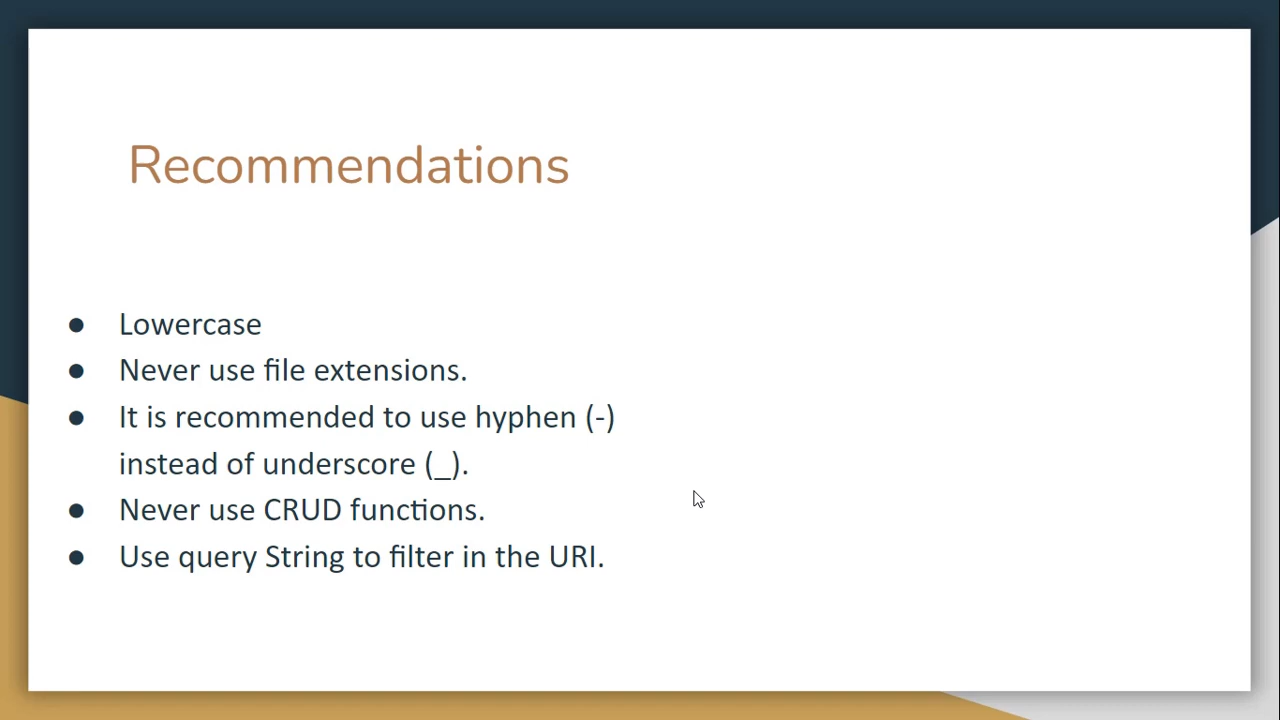 Recommendations
● Lowercase
● Never use file extensions.
● It is recommended to use hyphen (-)
instead of underscore (_).
● Never use CRUD functions.
● Use query String to filter in the URI.